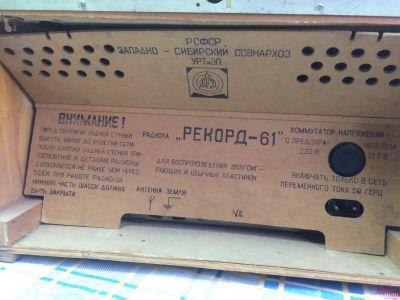 РСФСР
ЗАПАДНО - СИБИРСКИЙ СОВНАРХОЗ
УРТиЭП
ВНИМАНИЕ!
ПЕРЕД СНЯТИЕМ ЗАДНЕЙ СТЕНКИ
ВЫНУТЬ ВИЛКУ ИЗ РОЗЕТКИ СЕТИ
ПОСЛЕ СНЯТИЯ ЗАДНЕЙ СТЕНКИ ПРИ-
КОСНОВЕНИЕ К ДЕТАЛЯМ РАДИОЛЫ
ДОПУСКАЕТСЯ НЕ РАНЕЕ ЧЕМ ЧЕРЕЗ
ПРИ РАБОТЕ РАДИОЛЫ
НИЖНЯЯ ЧАСТЬ ШАССИ ДОЛЖНА
БЫТЬ ЗАКРЫТА
РАДИОЛА „РЕКОРД-61"
ДЛЯ ВОСПРОИЗВЕДЕНИЯ ДОЛГОИГ-
РАЮЩИХ И ОБЫЧНЫХ ПЛАСТИНОК
АНТЕННА ЗЕМЛЯ
КОММУТАТОР НАПРЯЖЕНИЯ
С ПРЕДОХРА- НИТЕЛЕМ
220 В 127 В
ВКЛЮЧАТЬ ТОЛЬКО В СЕТЬ
ПЕРЕМЕННОГО ТОКА 50 ГЕРЦ